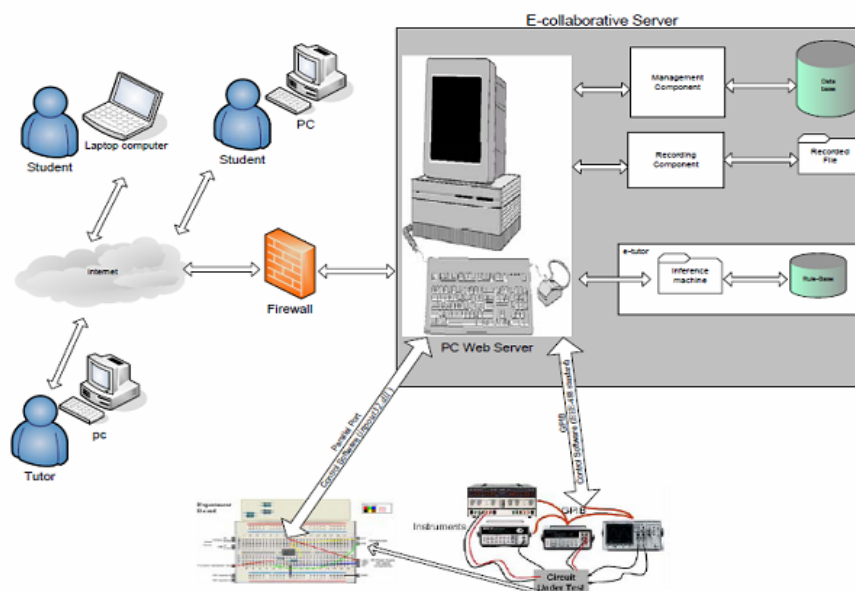 E-collaborative Server
Student
Laptop computer
Student
PC
Internet
Firewall
Tutor
pc
PC Web Server
Management
Component
Data
base
Recording
Component
Recorded
File
e-tutor
Inference
machine
Rule-Base
Parallel Port
GPIB
Instruments
GPIB
Circuit
Under Test